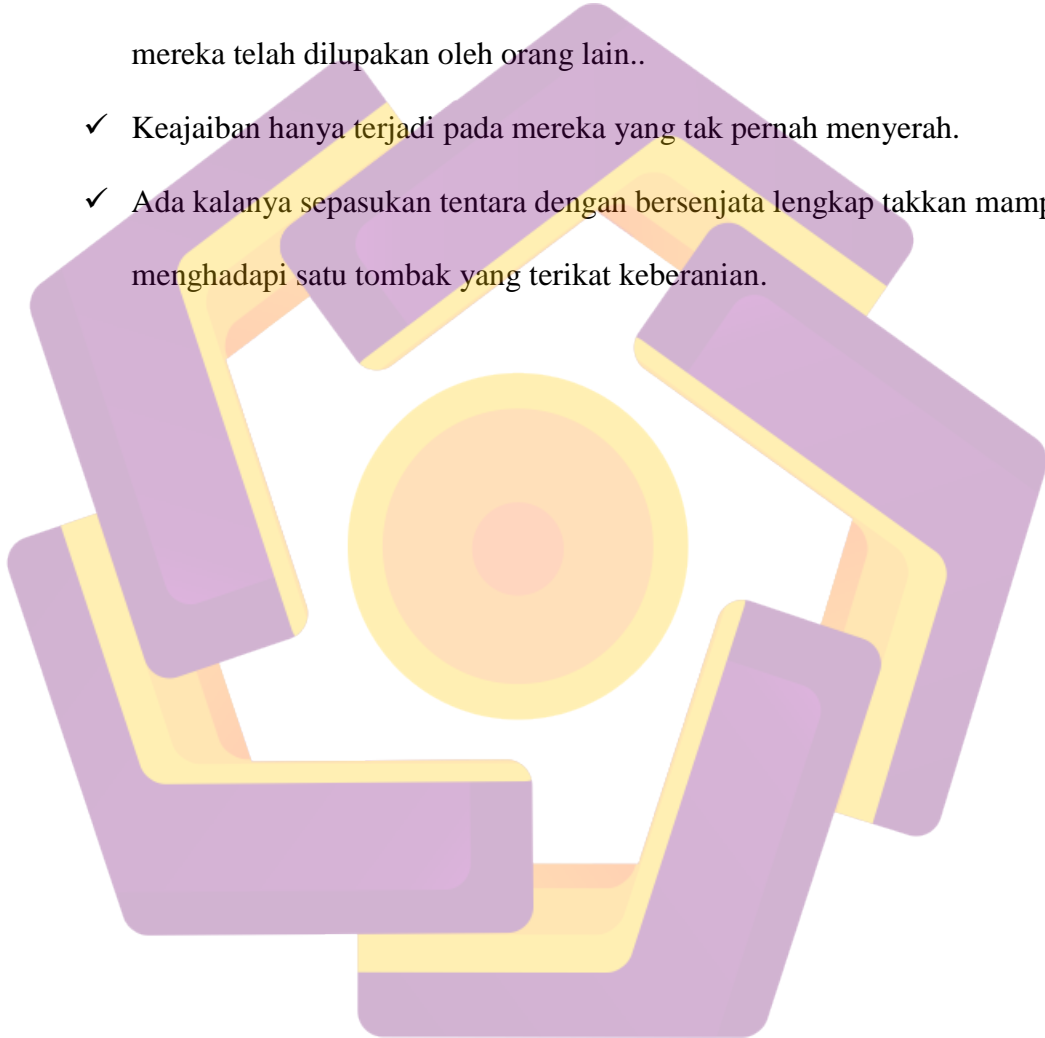 mereka telah dilupakan oleh orang lain..
✓ Keajaiban hanya terjadi pada mereka yang tak pernah menyerah.
✓ Ada kalanya sepasukan tentara dengan bersenjata lengkap takkan
menghadapi satu tombak yang terikat keberanian.